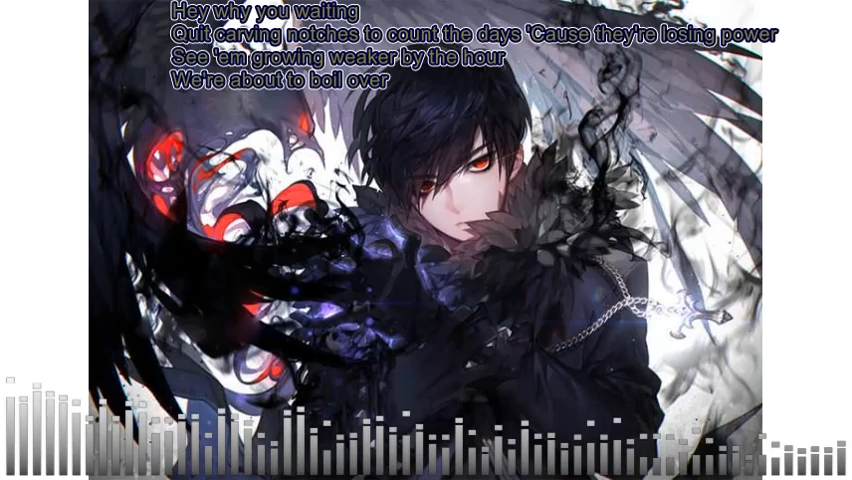 Hey why you waiting
Quit carving notches to count the days 'Cause they're losing power
See 'em growing weaker by the hour
We're about to boil over